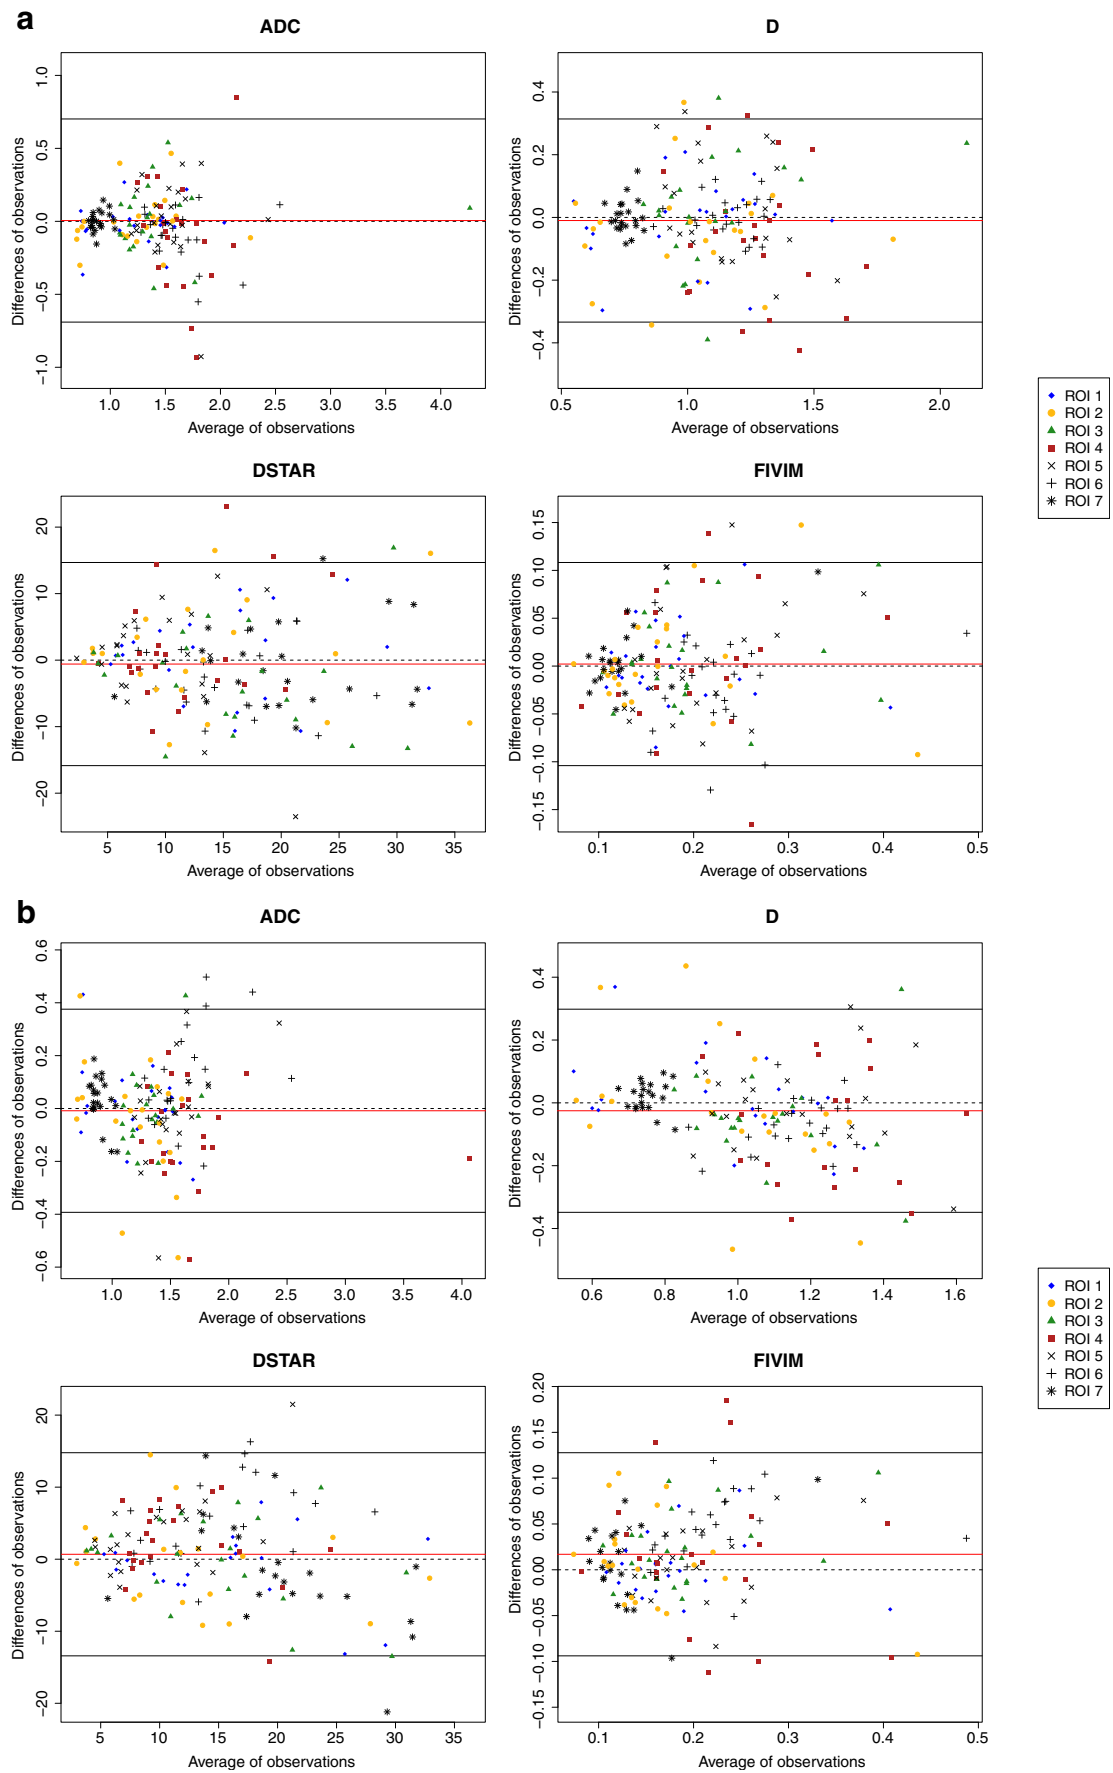 a
ADC
D
Differences of observations
1.0
0.5
0.0
−0.5
−1.0
1.0 1.5 2.0 2.5 3.0 3.5 4.0
Average of observations
Differences of observations
0.4
0.2
0.0
−0.2
−0.4
0.5 1.0 1.5 2.0
Average of observations
ROI 1
ROI 2
ROI 3
ROI 4
ROI 5
ROI 6
ROI 7
DSTAR
FIVIM
Differences of observations
20
10
0
−10
−20
5 10 15 20 25 30 35
Average of observations
Differences of observations
0.15
0.10
0.05
0.00
−0.05
−0.10
−0.15
0.1 0.2 0.3 0.4 0.5
Average of observations
b
ADC
D
Differences of observations
0.6
0.4
0.2
0.0
−0.2
−0.4
−0.6
1.0 1.5 2.0 2.5 3.0 3.5 4.0
Average of observations
Differences of observations
0.4
0.2
0.0
−0.2
−0.4
0.6 0.8 1.0 1.2 1.4 1.6
Average of observations
ROI 1
ROI 2
ROI 3
ROI 4
ROI 5
ROI 6
ROI 7
DSTAR
FIVIM
Differences of observations
20
10
0
−10
−20
5 10 15 20 25 30 35
Average of observations
Differences of observations
0.20
0.15
0.10
0.05
0.00
−0.05
−0.10
−0.15
0.1 0.2 0.3 0.4 0.5
Average of observations